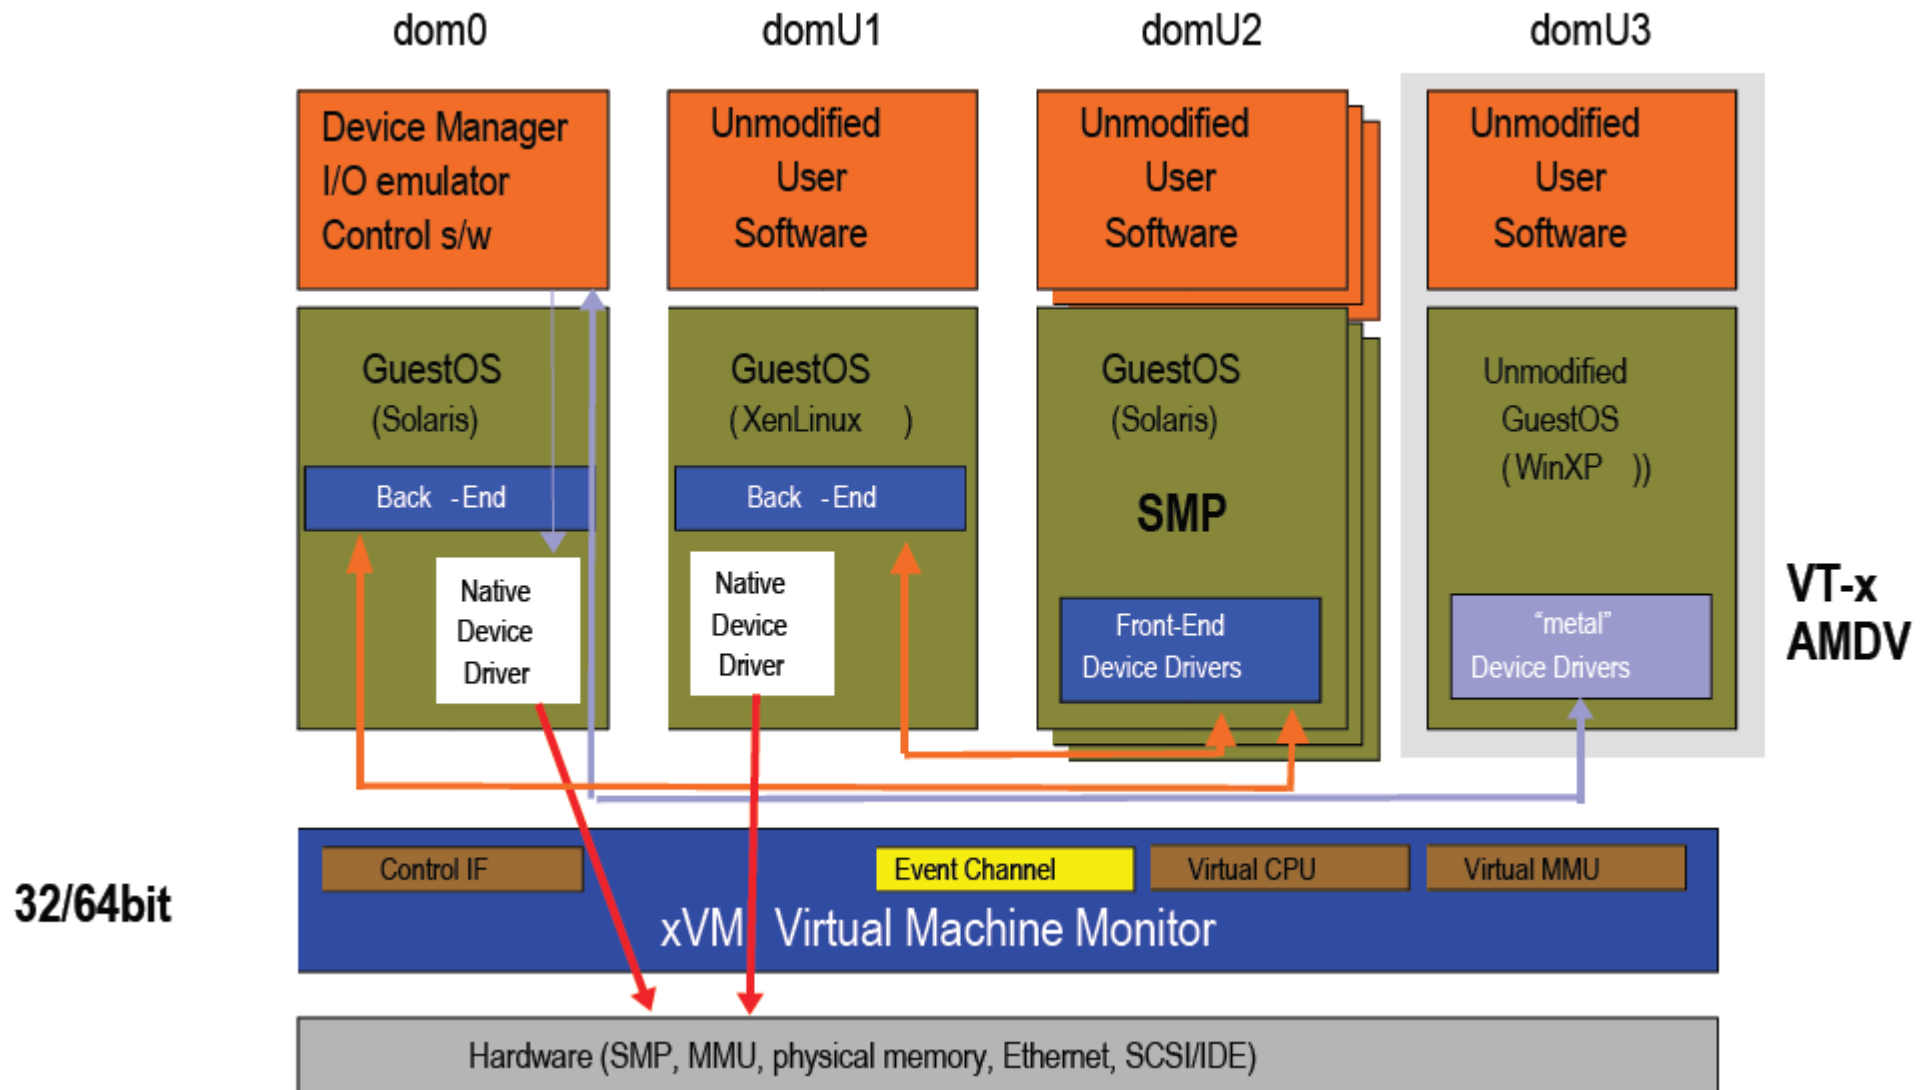 dom0
domU1
domU2
domU3
Device Manager
I/O emulator
Control s/w
Unmodified
User
Software
Unmodified
User
Software
Unmodified
User
Software
GuestOS
(Solaris)
Back -End
Native
Device
Driver
GuestOS
(XenLinux )
Back -End
Native
Device
Driver
GuestOS
(Solaris)
SMP
Front-End
Device Drivers
Unmodified
GuestOS
(WinXP ))
“metal”
Device Drivers
VT-x
AMDV
32/64bit
Control IF
Event Channel
Virtual CPU
Virtual MMU
xVM Virtual Machine Monitor
Hardware (SMP, MMU, physical memory, Ethernet, SCSI/IDE)